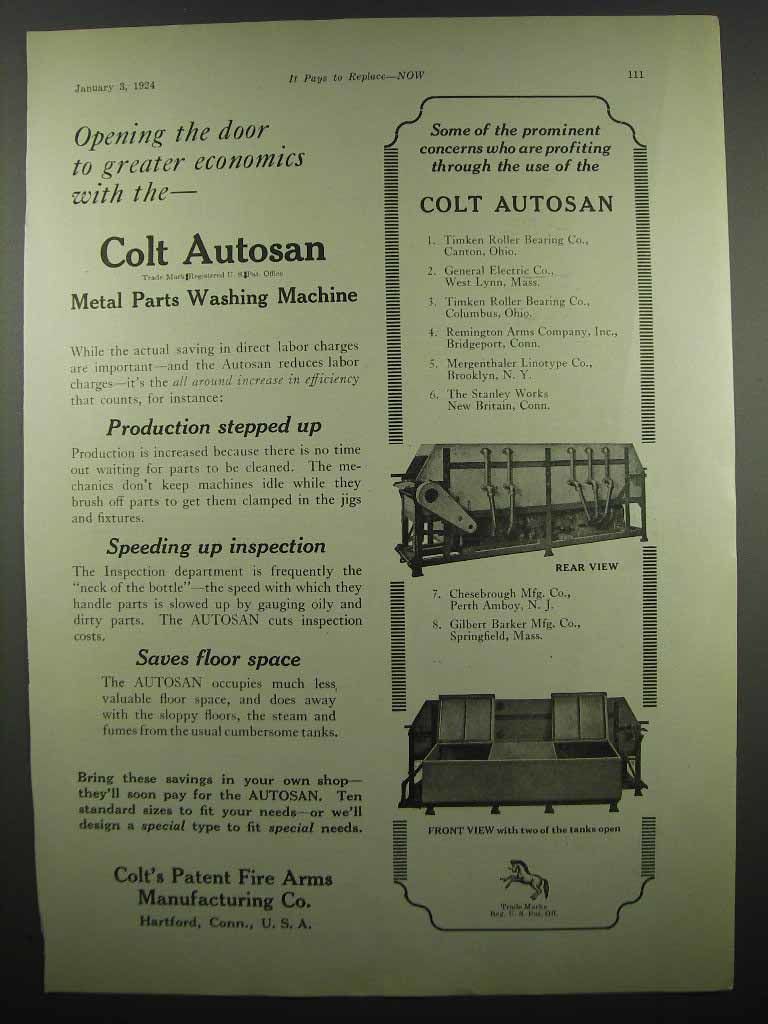 January 3, 1924
It Pays to Replace—NOW
111
Opening the door
to greater economics
with the—
Colt Autosan
Trade Mark Registered U. S. Pat. Office
Metal Parts Washing Machine
While the actual saving in direct labor charges
are important—and the Autosan reduces labor
charges—it's the all around increase in efficiency
that counts, for instance:
Production stepped up
Production is increased because there is no time
out waiting for parts to be cleaned. The me-
chanics don't keep machines idle while they
brush off parts to get them clamped in the jigs
and fixtures.
Speeding up inspection
The Inspection department is frequently the
"neck of the bottle"—the speed with which they
handle parts is slowed up by gauging oily and
dirty parts. The AUTOSAN cuts inspection
costs.
Saves floor space
The AUTOSAN occupies much less
valuable floor space, and does away
with the sloppy floors, the steam and
fumes from the usual cumbersome tanks.
Bring these savings in your own shop—
they'll soon pay for the AUTOSAN. Ten
standard sizes to fit your needs—or we'll
design a special type to fit special needs.
Colt's Patent Fire Arms
Manufacturing Co.
Hartford, Conn., U. S. A.
Some of the prominent
concerns who are profiting
through the use of the
COLT AUTOSAN
1. Timken Roller Bearing Co.,
Canton, Ohio.
2. General Electric Co.,
West Lynn, Mass.
3. Timken Roller Bearing Co.,
Columbus, Ohio.
4. Remington Arms Company, Inc.,
Bridgeport, Conn.
5. Mergenthaler Linotype Co.,
Brooklyn, N. Y.
6. The Stanley Works
New Britain, Conn.
REAR VIEW
7. Chesebrough Mfg. Co.,
Perth Amboy, N. J.
8. Gilbert Barker Mfg. Co.,
Springfield, Mass.
FRONT VIEW with two of the tanks open
Trade Marks
Reg. U. S. Pat. Off.